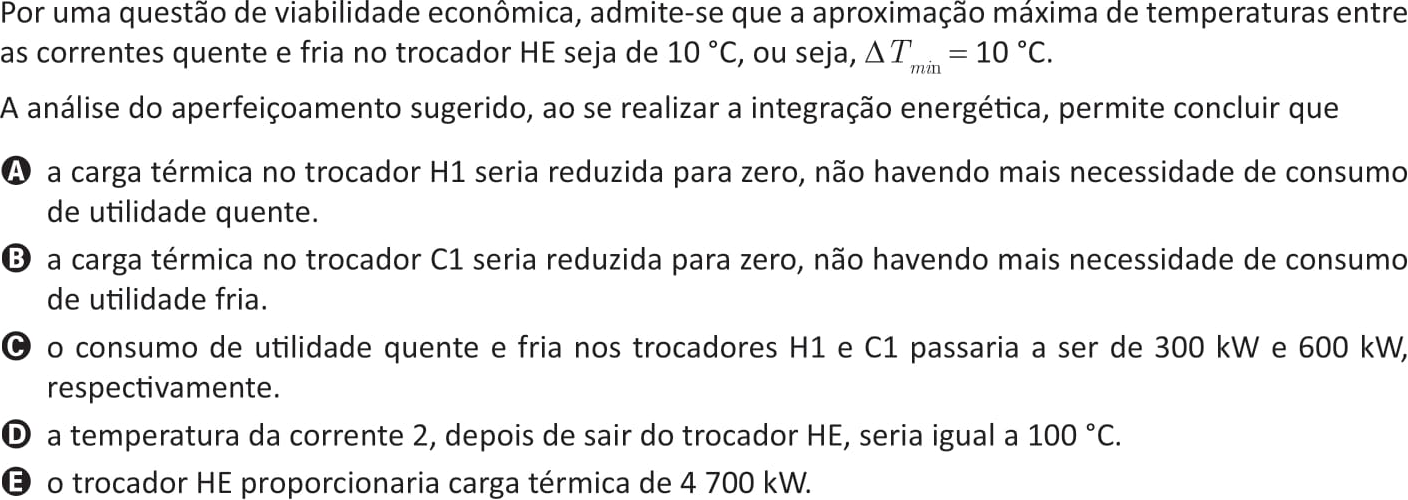 Por uma questão de viabilidade econômica, admite-se que a aproximação máxima de temperaturas entre
as correntes quente e fria no trocador HE seja de 10 °C, ou seja, ΔT_min = 10 °C.
A análise do aperfeiçoamento sugerido, ao se realizar a integração energética, permite concluir que
A a carga térmica no trocador H1 seria reduzida para zero, não havendo mais necessidade de consumo
de utilidade quente.
B a carga térmica no trocador C1 seria reduzida para zero, não havendo mais necessidade de consumo
de utilidade fria.
C o consumo de utilidade quente e fria nos trocadores H1 e C1 passaria a ser de 300 kW e 600 kW,
respectivamente.
D a temperatura da corrente 2, depois de sair do trocador HE, seria igual a 100 °C.
E o trocador HE proporcionaria carga térmica de 4 700 kW.